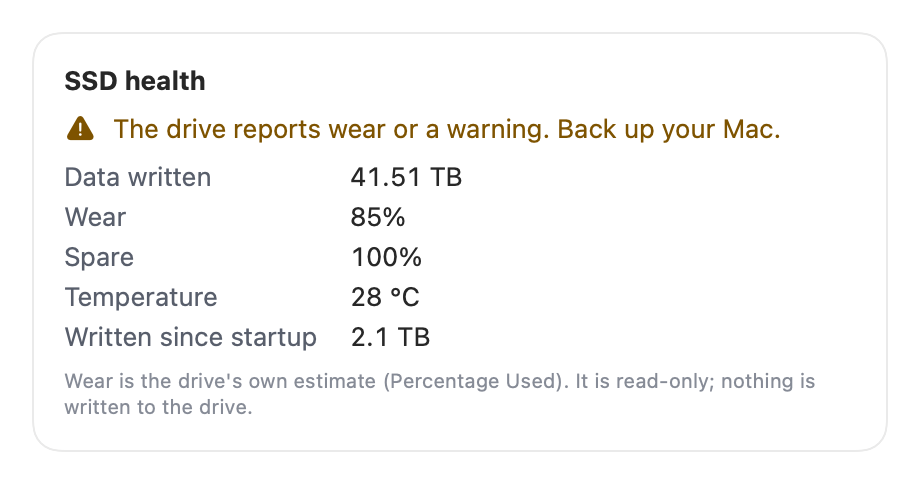 SSD health
The drive reports wear or a warning. Back up your Mac.
Data written 41.51 TB
Wear 85%
Spare 100%
Temperature 28 °C
Written since startup 2.1 TB
Wear is the drive's own estimate (Percentage Used). It is read-only; nothing is
written to the drive.